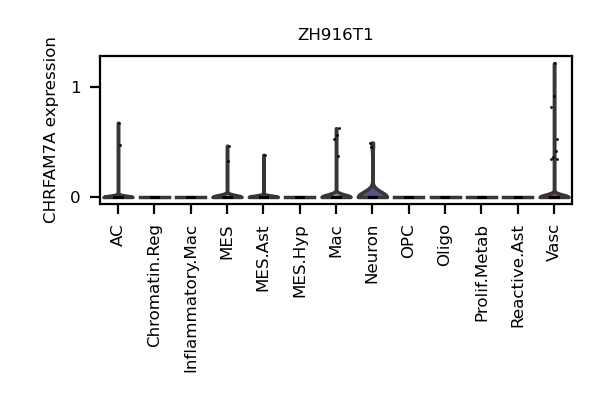 ZH916T1
CHRFAM7A expression
1
0
AC
Chromatin.Reg
Inflammatory.Mac
MES
MES.Ast
MES.Hyp
Mac
Neuron
OPC
Oligo
Prolif.Metab
Reactive.Ast
Vasc